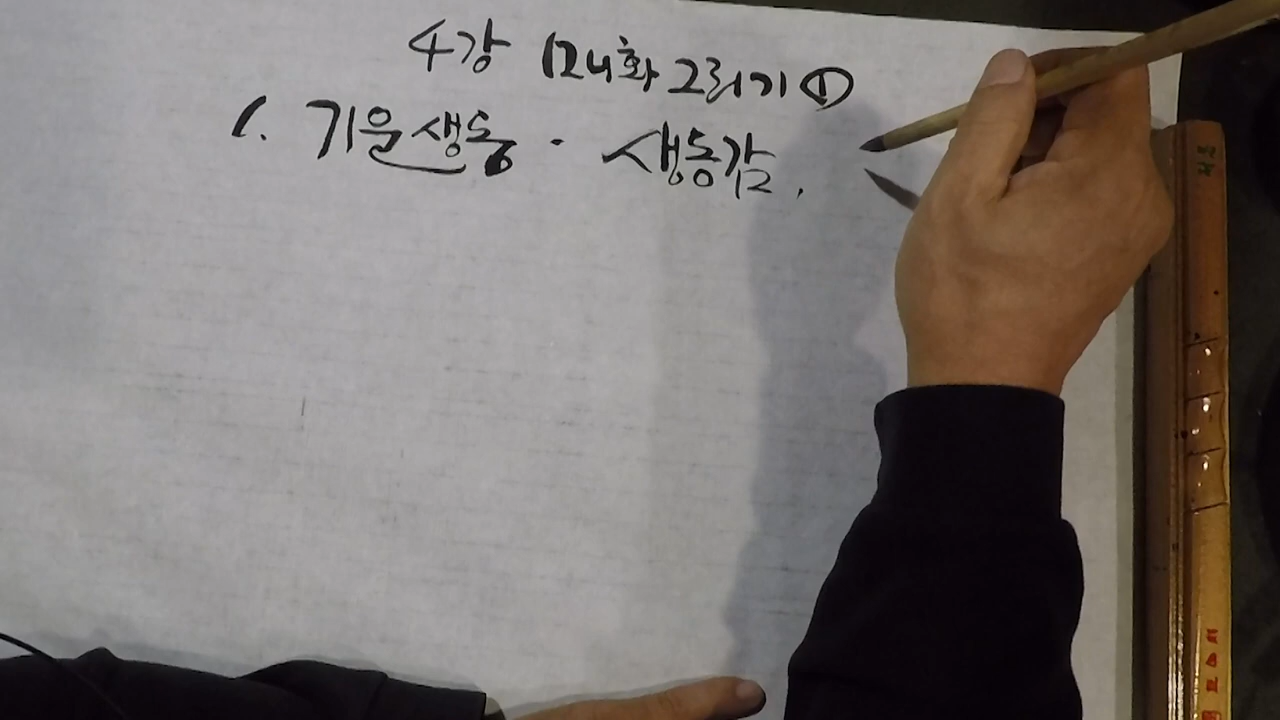 4강 매화 그리기 ①
1. 기운생동 · 생동감,